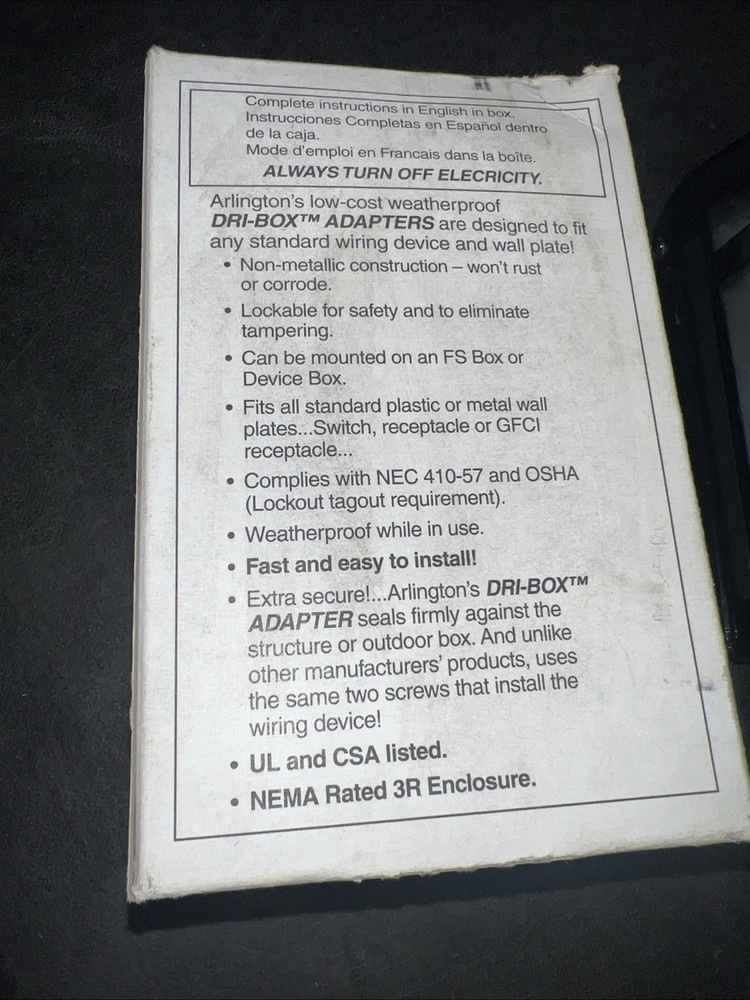 Complete instructions in English in box.
Instrucciones Completas en Español dentro
de la caja.
Mode d'emploi en Francais dans la boîte.
ALWAYS TURN OFF ELECRICITY.
Arlington's low-cost weatherproof
DRI-BOX™ ADAPTERS are designed to fit
any standard wiring device and wall plate!
• Non-metallic construction – won't rust
or corrode.
• Lockable for safety and to eliminate
tampering.
• Can be mounted on an FS Box or
Device Box.
• Fits all standard plastic or metal wall
plates...Switch, receptacle or GFCI
receptacle...
• Complies with NEC 410-57 and OSHA
(Lockout tagout requirement).
• Weatherproof while in use.
• Fast and easy to install!
• Extra secure!...Arlington's DRI-BOX™
ADAPTER seals firmly against the
structure or outdoor box. And unlike
other manufacturers' products, uses
the same two screws that install the
wiring device!
• UL and CSA listed.
• NEMA Rated 3R Enclosure.